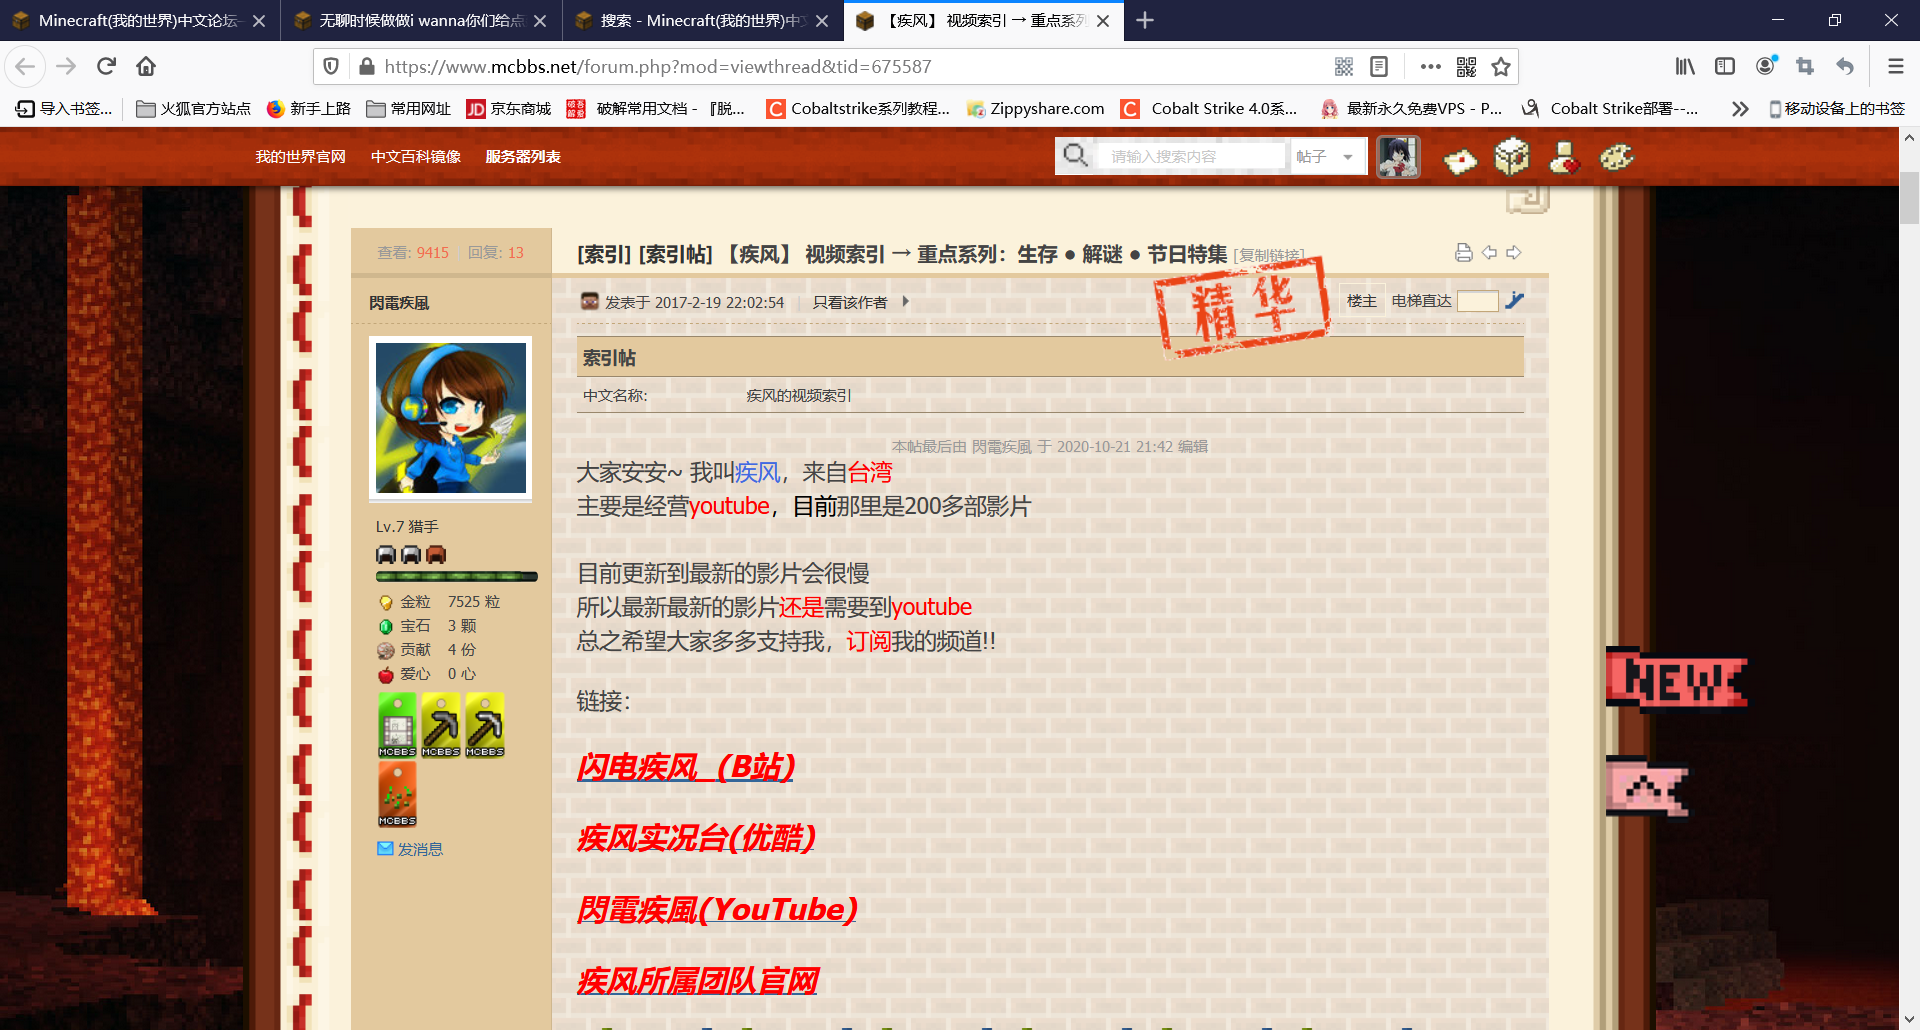 Minecraft(我的世界)中文论坛-
无聊时候做做i wanna你们给点
搜索 - Minecraft(我的世界)中文
【疾风】 视频索引 → 重点系列
https://www.mcbbs.net/forum.php?mod=viewthread&tid=675587
导入书签... 火狐官方站点 新手上路 常用网址 京东商城 破解常用文档 - 『脱... Cobaltstrike系列教程... Zippyshare.com Cobalt Strike 4.0系... 最新永久免费VPS - P... Cobalt Strike部署--... 移动设备上的书签
我的世界官网 中文百科镜像 服务器列表 请输入搜索内容 帖子
查看: 9415 回复: 13
[索引] [索引帖] 【疾风】 视频索引 → 重点系列：生存 ● 解谜 ● 节日特集 [复制链接]
精华
閃電疾風
发表于 2017-2-19 22:02:54 只看该作者 楼主 电梯直达
索引帖
中文名称: 疾风的视频索引
本帖最后由 閃電疾風 于 2020-10-21 21:42 编辑
大家安安~ 我叫疾风，来自台湾
主要是经营youtube，目前那里是200多部影片
目前更新到最新的影片会很慢
所以最新最新的影片还是需要到youtube
总之希望大家多多支持我，订阅我的频道!!
链接：
闪电疾风_(B站)
疾风实况台(优酷)
閃電疾風(YouTube)
疾风所属团队官网
Lv.7 猎手
金粒 7525 粒
宝石 3 颗
贡献 4 份
爱心 0 心
MCBBS MCBBS MCBBS
MCBBS
发消息
NEW